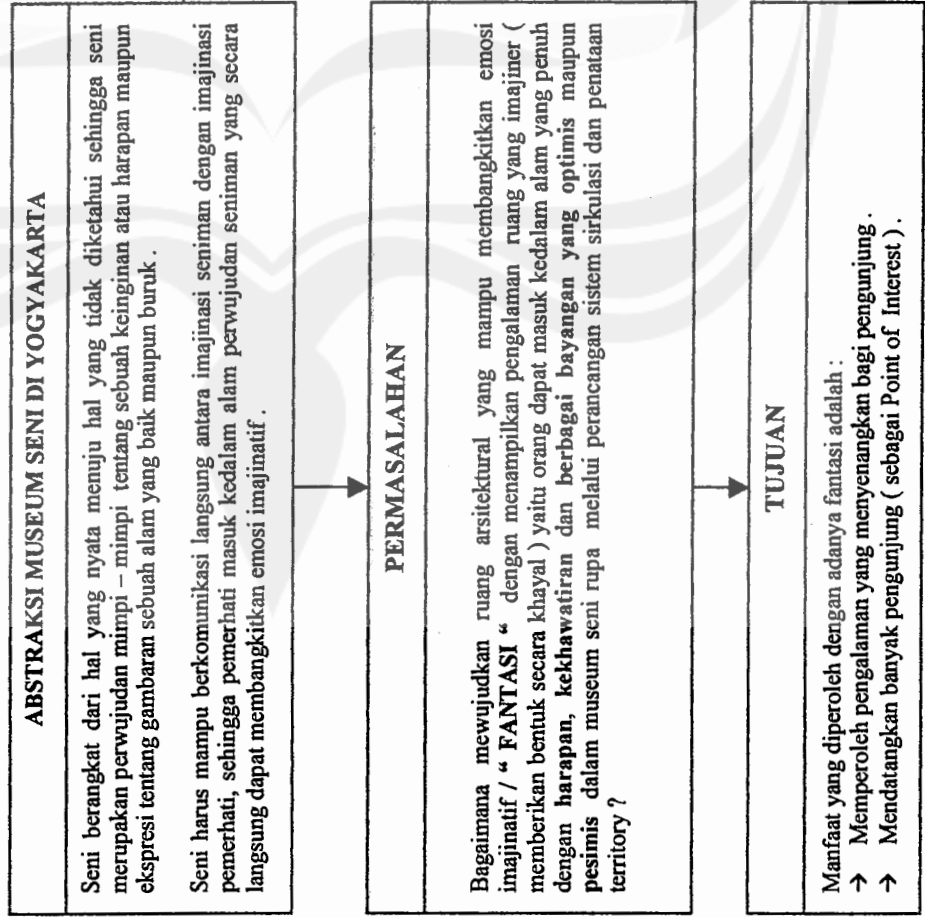 ABSTRAKSI MUSEUM SENI DI YOGYAKARTA
Seni berangkat dari hal yang nyata menuju hal yang tidak diketahui sehingga seni
merupakan perwujudan mimpi – mimpi tentang sebuah keinginan atau harapan maupun
ekspresi tentang gambaran sebuah alam yang baik maupun buruk .
Seni harus mampu berkomunikasi langsung antara imajinasi seniman dengan imajinasi
pemerhati, sehingga pemerhati masuk kedalam alam perwujudan seniman yang secara
langsung dapat membangkitkan emosi imajinatif .
PERMASALAHAN
Bagaimana mewujudkan ruang arsitektural yang mampu membangkitkan emosi
imajinatif / “ FANTASI “ dengan menampilkan pengalaman ruang yang imajiner (
memberikan bentuk secara khayal ) yaitu orang dapat masuk kedalam alam yang penuh
dengan harapan, kekhawatiran dan berbagai bayangan yang optimis maupun
pesimis dalam museum seni rupa melalui perancangan sistem sirkulasi dan penataan
territory ?
TUJUAN
Manfaat yang diperoleh dengan adanya fantasi adalah :
→ Memperoleh pengalaman yang menyenangkan bagi pengunjung .
→ Mendatangkan banyak pengunjung ( sebagai Point of Interest ) .